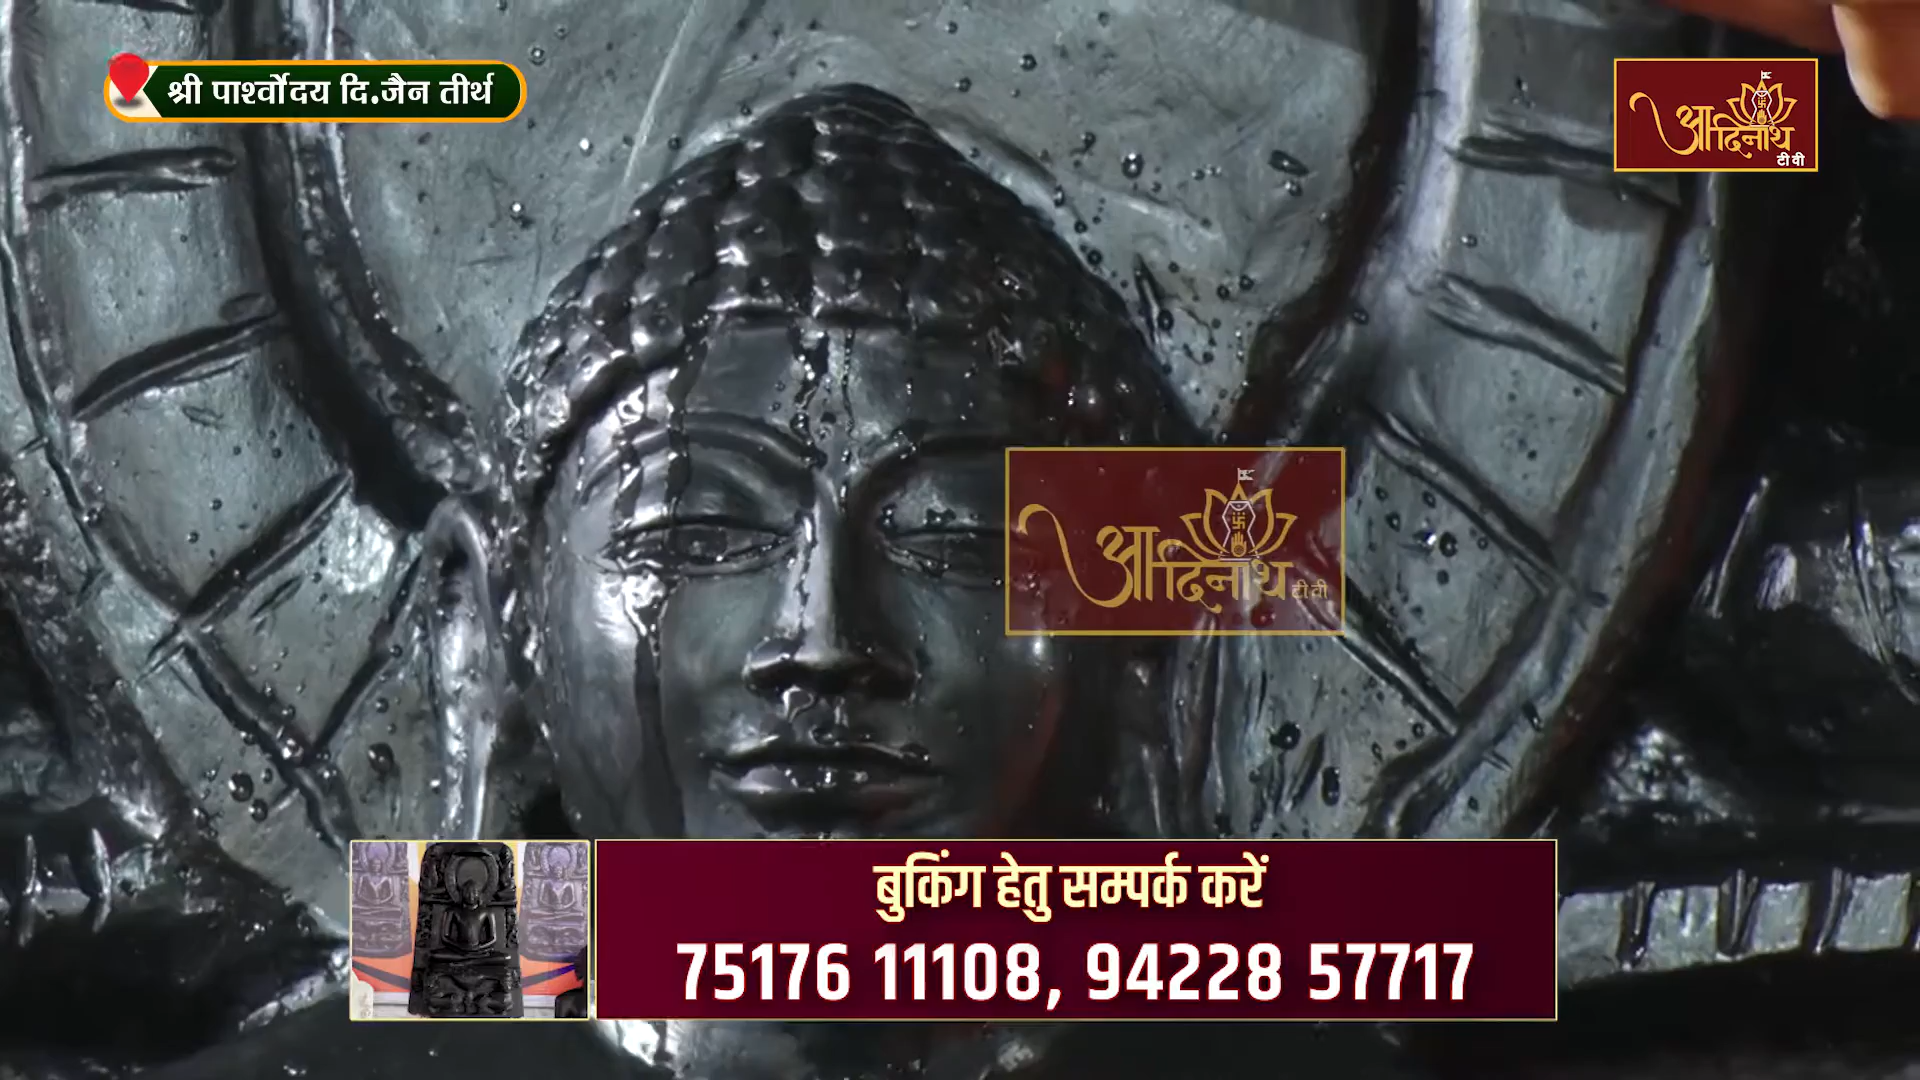 श्री पार्श्वोदय दि.जैन तीर्थ
आदिनाथ
टीवी
आदिनाथ
टीवी
बुकिंग हेतु सम्पर्क करें
75176 11108, 94228 57717